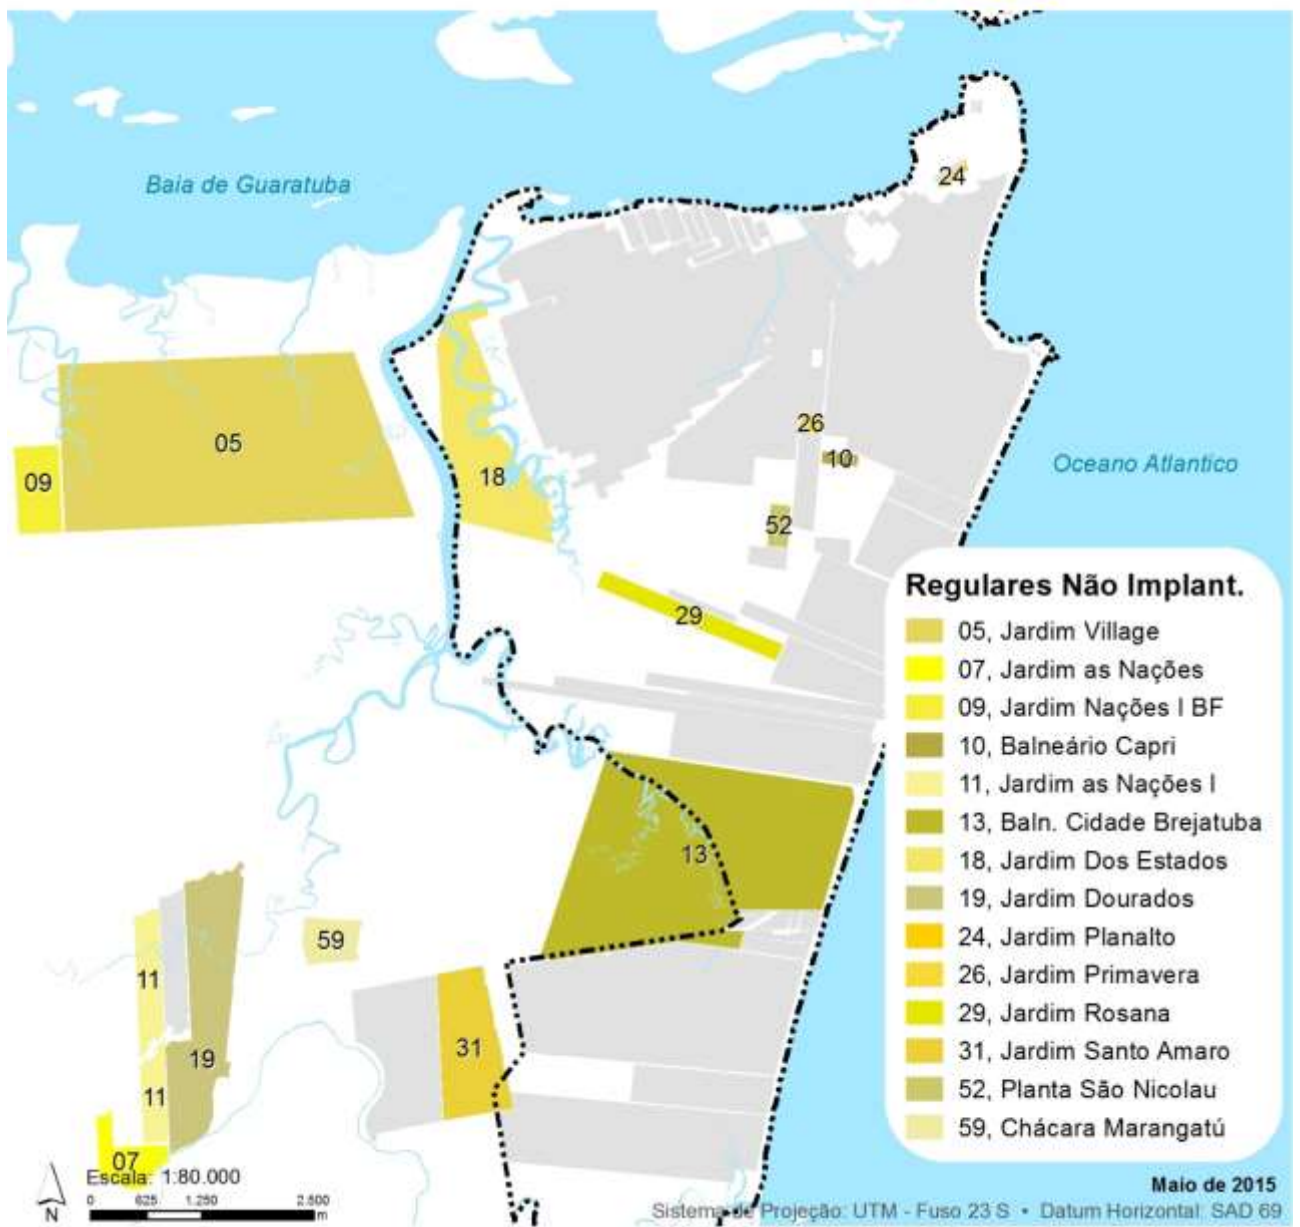 Baia de Guaratuba
24
05
26
10
Oceano Atlantico
09
18
52
29
Regulares Não Implant.
05, Jardim Village
07, Jardim as Nações
09, Jardim Nações I BF
10, Balneário Capri
11, Jardim as Nações I
13, Baln. Cidade Brejatuba
18, Jardim Dos Estados
19, Jardim Dourados
24, Jardim Planalto
26, Jardim Primavera
29, Jardim Rosana
31, Jardim Santo Amaro
52, Planta São Nicolau
59, Chácara Marangatú
13
59
11
31
19
11
07
Escala: 1:80.000
0 625 1.250 2.500
m
N
Maio de 2015
Sistema de Projeção: UTM - Fuso 23 S • Datum Horizontal: SAD 69